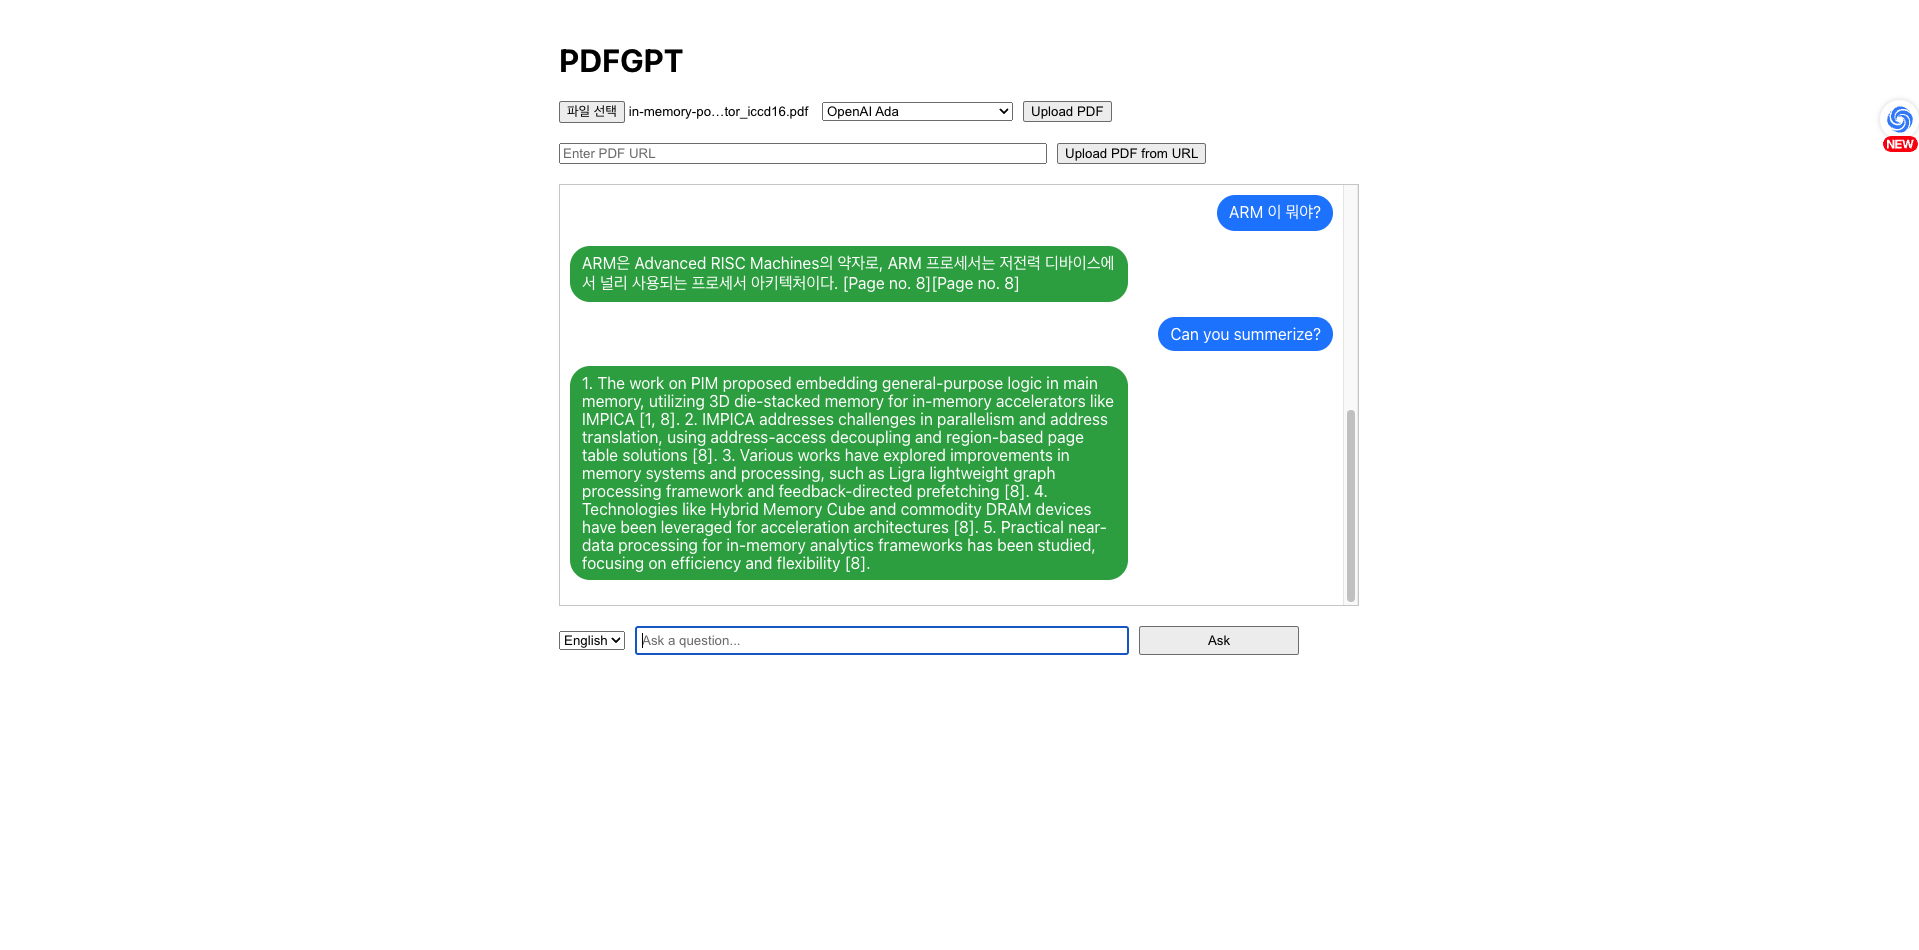 PDFGPT
파일 선택 in-memory-po...tor_iccd16.pdf OpenAI Ada Upload PDF
NEW
Enter PDF URL Upload PDF from URL
ARM 이 뭐야?
ARM은 Advanced RISC Machines의 약자로, ARM 프로세서는 저전력 디바이스에
서 널리 사용되는 프로세서 아키텍처이다. [Page no. 8][Page no. 8]
Can you summerize?
1. The work on PIM proposed embedding general-purpose logic in main
memory, utilizing 3D die-stacked memory for in-memory accelerators like
IMPICA [1, 8]. 2. IMPICA addresses challenges in parallelism and address
translation, using address-access decoupling and region-based page
table solutions [8]. 3. Various works have explored improvements in
memory systems and processing, such as Ligra lightweight graph
processing framework and feedback-directed prefetching [8]. 4.
Technologies like Hybrid Memory Cube and commodity DRAM devices
have been leveraged for acceleration architectures [8]. 5. Practical near-
data processing for in-memory analytics frameworks has been studied,
focusing on efficiency and flexibility [8].
English Ask a question... Ask